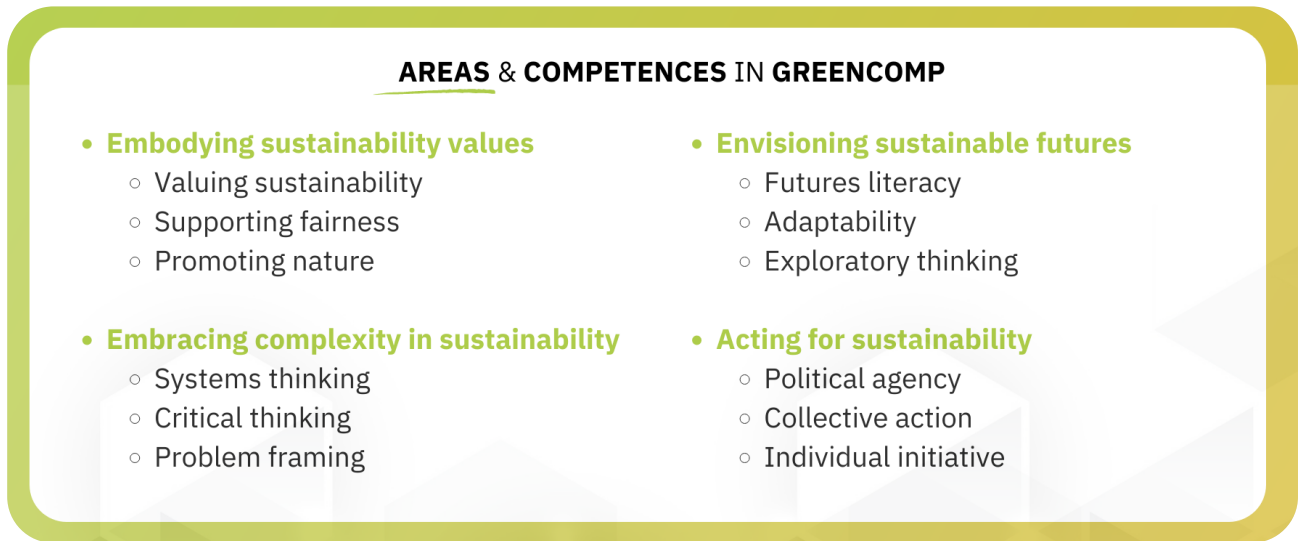 AREAS & COMPETENCES IN GREENCOMP
Embodying sustainability values
Valuing sustainability
Supporting fairness
Promoting nature
Embracing complexity in sustainability
Systems thinking
Critical thinking
Problem framing
Envisioning sustainable futures
Futures literacy
Adaptability
Exploratory thinking
Acting for sustainability
Political agency
Collective action
Individual initiative